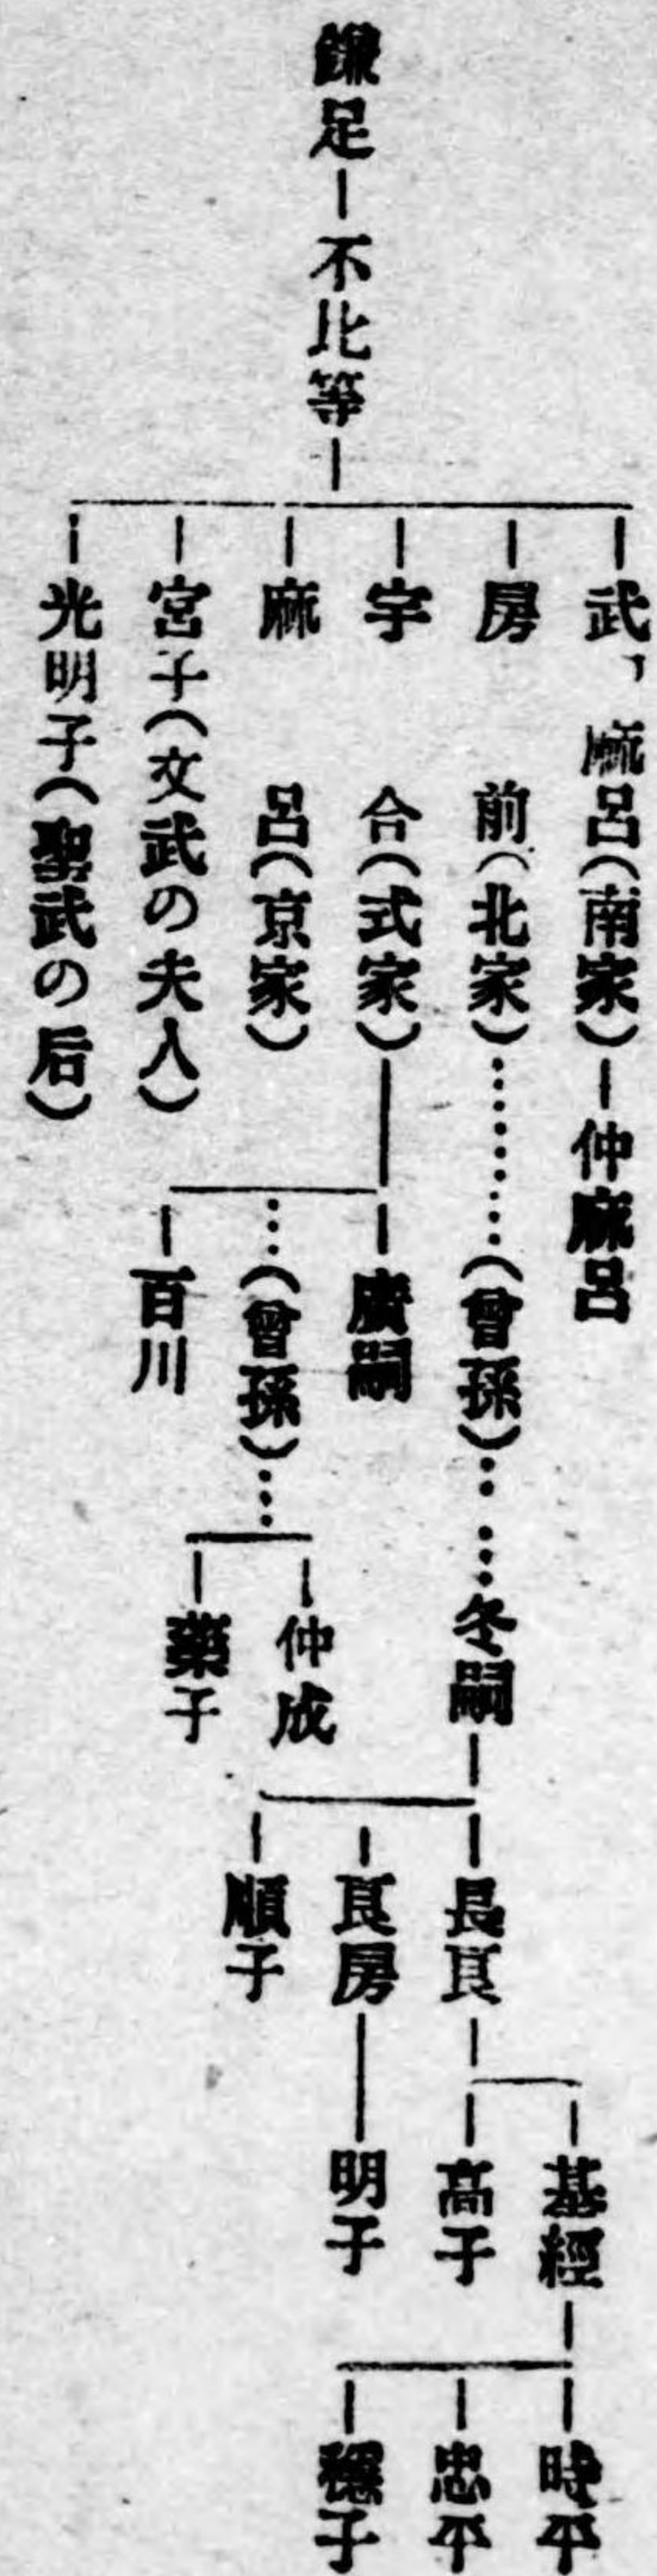 鎌足
不比等
武麻呂(南家)
仲麻呂
房前(北家)
(曾孫)
冬嗣
長良
基經
時平
忠平
穩子
高子
良房
明子
順子
宇合(式家)
廣嗣
(曾孫)
仲成
藥子
百川
麻呂(京家)
宮子(文武の夫人)
光明子(聖武の后)